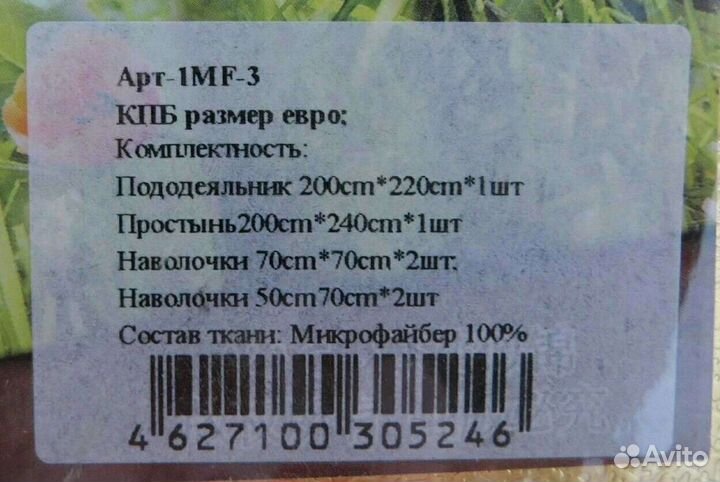 Арт-1MF-3
КПБ размер евро;
Комплектность:
Пододеяльник 200cm*220cm*1шт
Простынь200cm*240cm*1шт
Наволочки 70cm*70cm*2шт;
Наволочки 50cm70cm*2шт
Состав ткани: Микрофайбер 100%
4 627100 305246
Avito